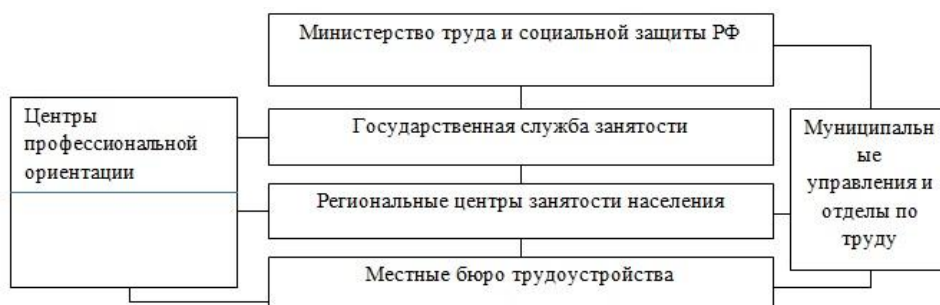 Министерство труда и социальной защиты РФ
Центры
профессиональной
ориентации
Государственная служба занятости
Муниципальн
ые
управления и
отделы по
труду
Региональные центры занятости населения
Местные бюро трудоустройства